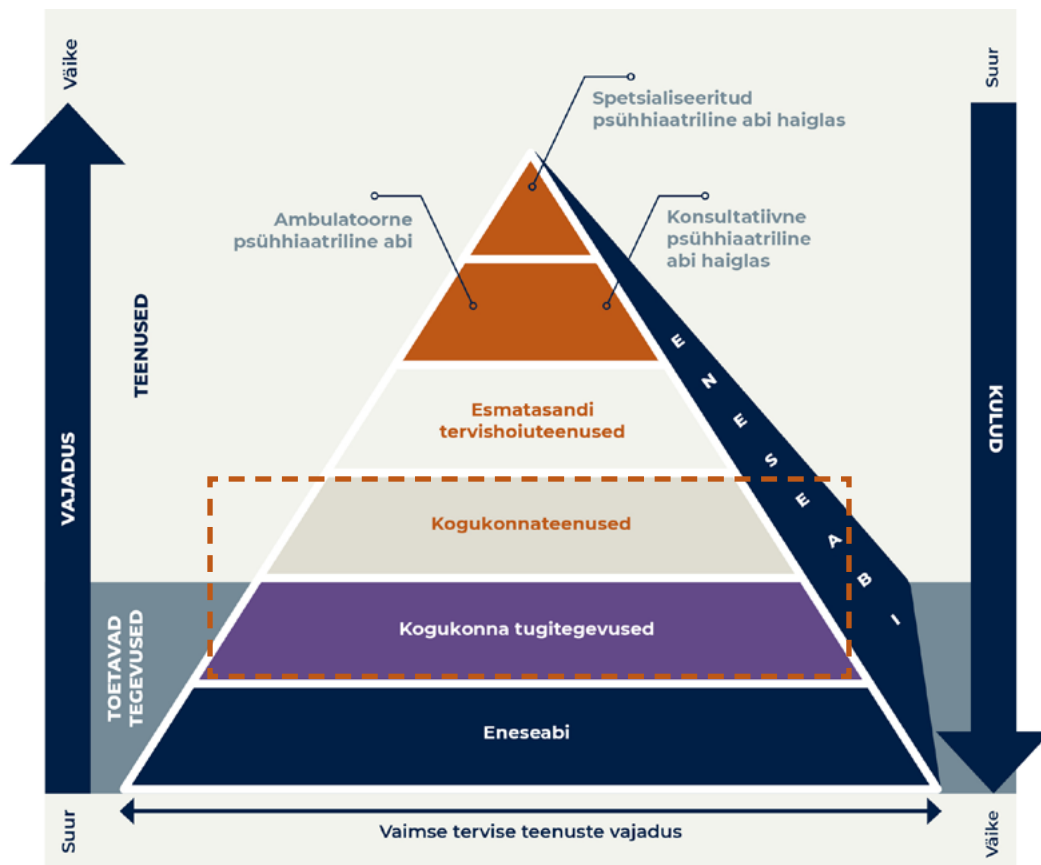 Väike
Suur
Spetsialiseeritud
psühhiaatriline abi haiglas
Ambulatoorne
psühhiaatriline abi
Konsultatiivne
psühhiaatriline
abi haiglas
TEENUSED
VAJADUS
KULUD
ENESEABI
Esmatasandi
tervishoiuteenused
Kogukonnateenused
TOETAVAD
TEGEVUSED
Kogukonna tugitegevused
Eneseabi
Suur
Vaimse tervise teenuste vajadus
Väike